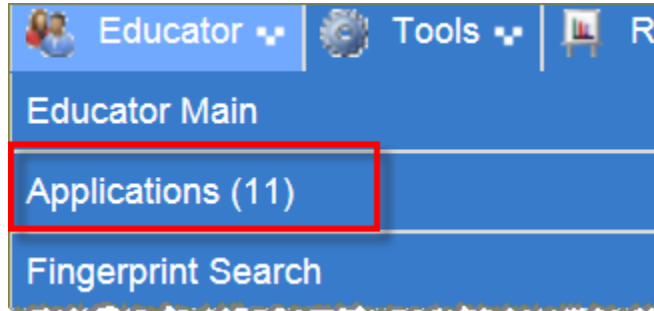 Educator Tools R
Educator Main
Applications (11)
Fingerprint Search